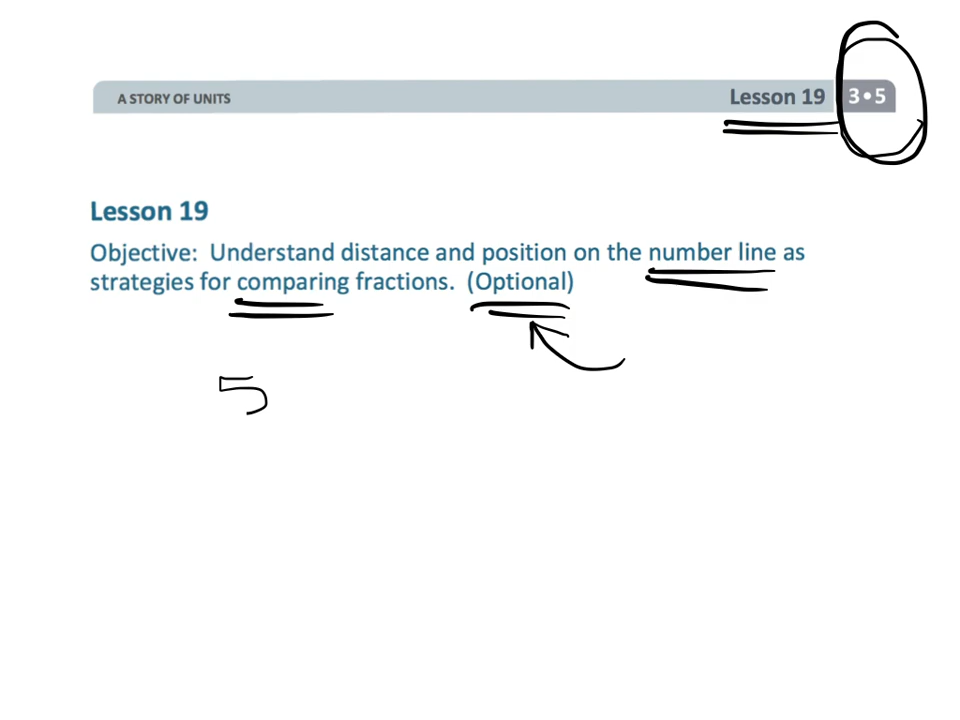 A STORY OF UNITS Lesson 19 3•5
Lesson 19
Objective: Understand distance and position on the number line as
strategies for comparing fractions. (Optional)
5